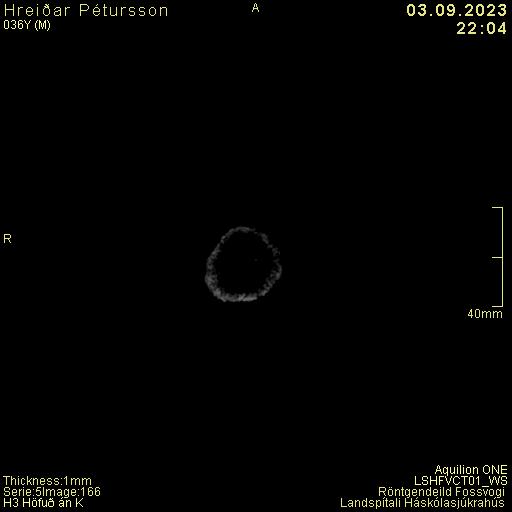 Hreiðar Pétursson
036Y (M)
A
03.09.2023
22:04
R
40mm
Thickness:1mm
Serie:5Image:166
H3 Höfuð án K
Aquilion ONE
LSHFVCT01_WS
Röntgendeild Fossvogi
Landspítali Háskólasjúkrahús